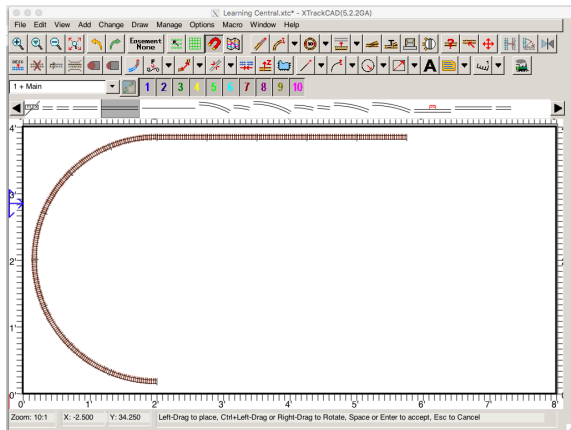 Learning Central.xtc* - XTrackCAD(5.2.2GA)
File Edit View Add Change Draw Manage Options Macro Window Help
Easement
None
DESC
A
1 + Main 1 2 3 4 5 6 7 8 9 10
4'
3'
2'
1'
0'
0' 1' 2' 3' 4' 5' 6' 7' 8'
Zoom: 10:1 X: -2.500 Y: 34.250 Left-Drag to place, Ctrl+Left-Drag or Right-Drag to Rotate, Space or Enter to accept, Esc to Cancel